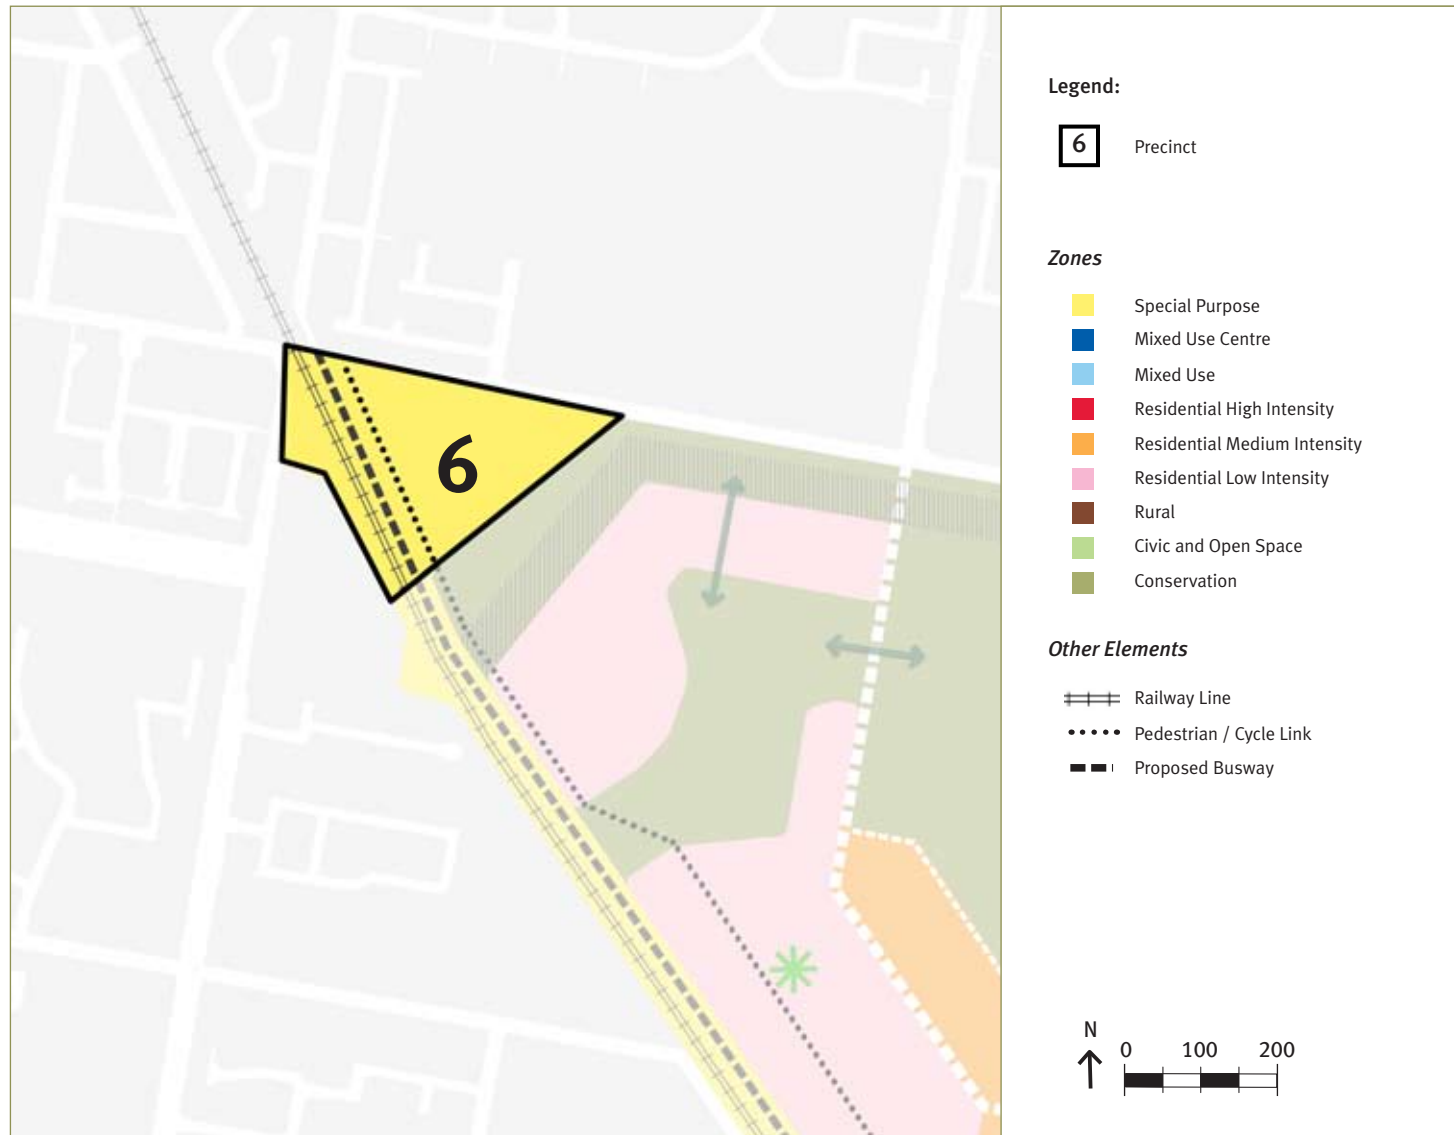 6
Legend:
6 Precinct
Zones
Special Purpose
Mixed Use Centre
Mixed Use
Residential High Intensity
Residential Medium Intensity
Residential Low Intensity
Rural
Civic and Open Space
Conservation
Other Elements
Railway Line
Pedestrian / Cycle Link
Proposed Busway
N
0 100 200